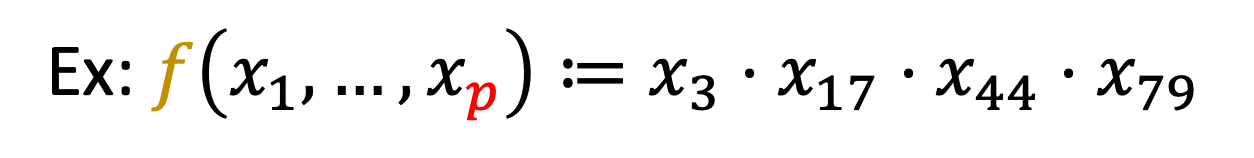 Ex: f(x₁, … , xₚ) ≔ x₃ · x₁₇ · x₄₄ · x₇₉